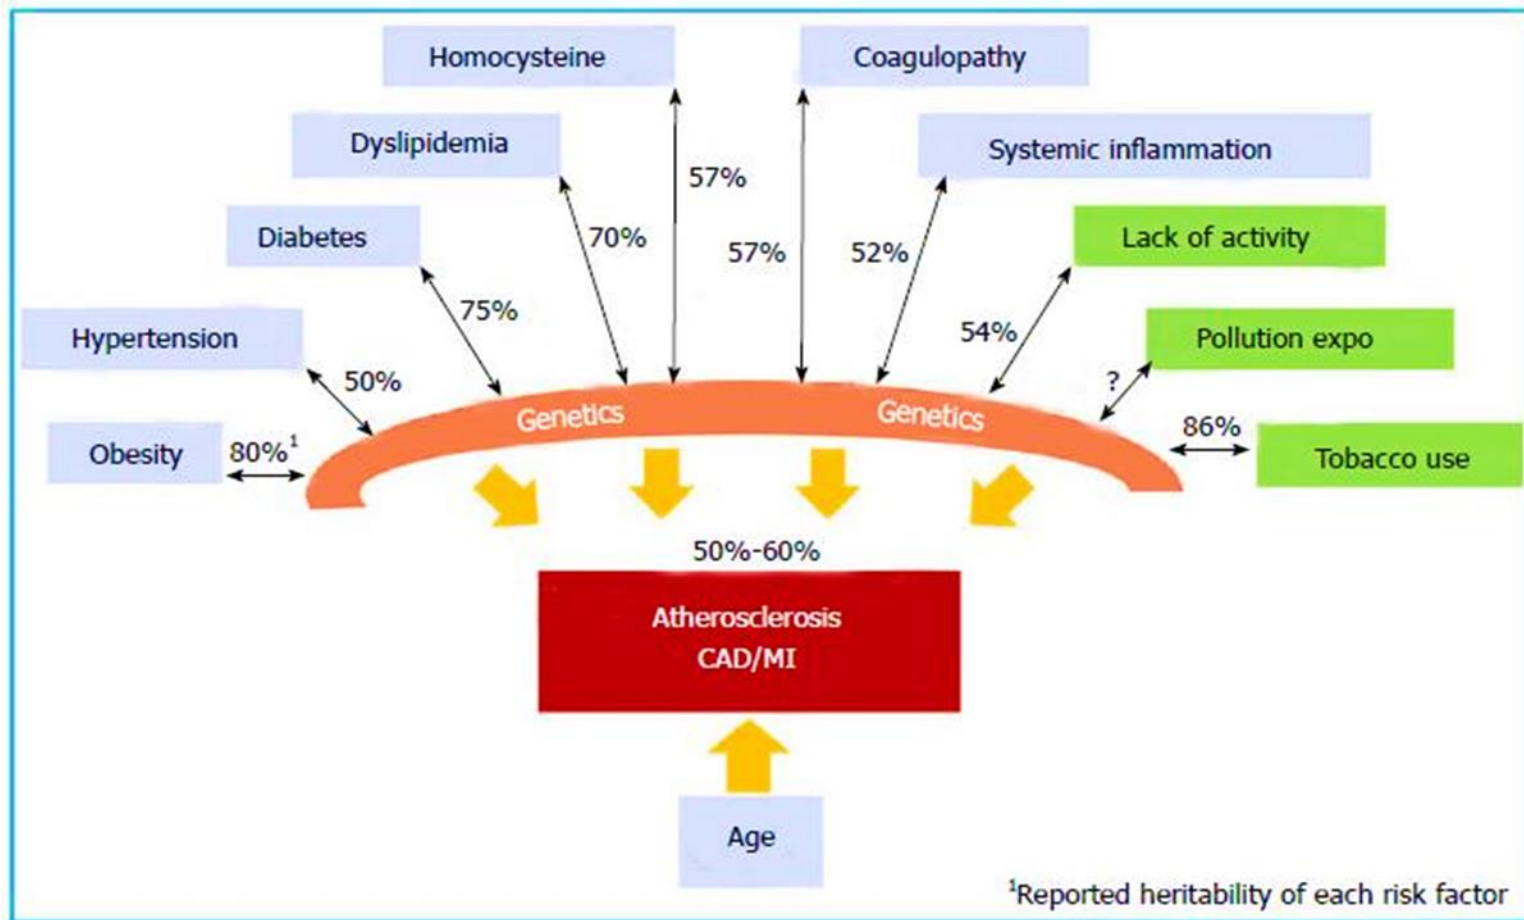 Homocysteine
Coagulopathy
Dyslipidemia
Systemic inflammation
57%
Diabetes
70%
57%
52%
Lack of activity
75%
54%
Hypertension
Pollution expo
50%
?
Genetics
Genetics
Obesity
80%¹
86%
Tobacco use
50%-60%
Atherosclerosis
CAD/MI
Age
¹Reported heritability of each risk factor